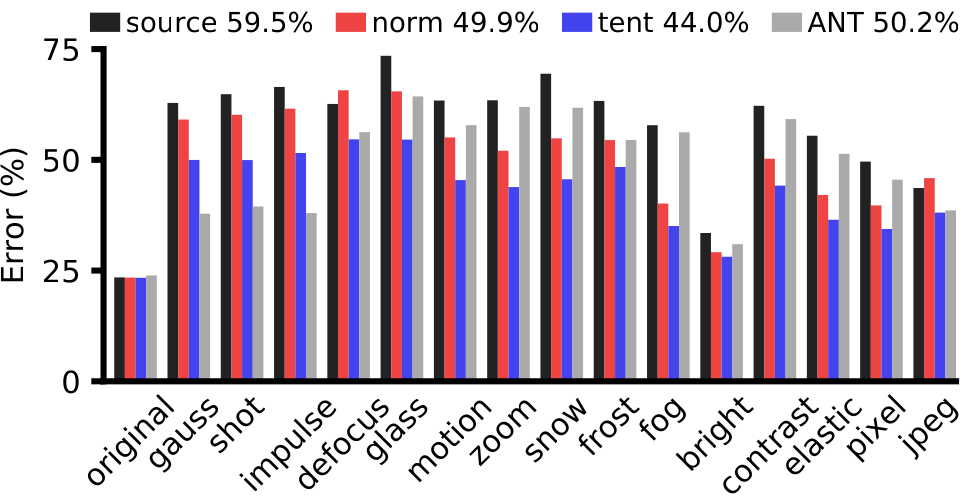 source 59.5% norm 49.9% tent 44.0% ANT 50.2%
75
50
25
0
Error (%)
original
gauss
shot
impulse
defocus
glass
motion
zoom
snow
frost
fog
bright
contrast
elastic
pixel
jpeg